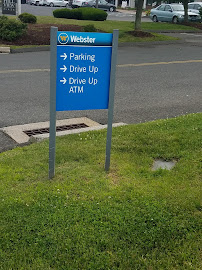 Webster
→ Parking
→ Drive Up
→ Drive Up
ATM